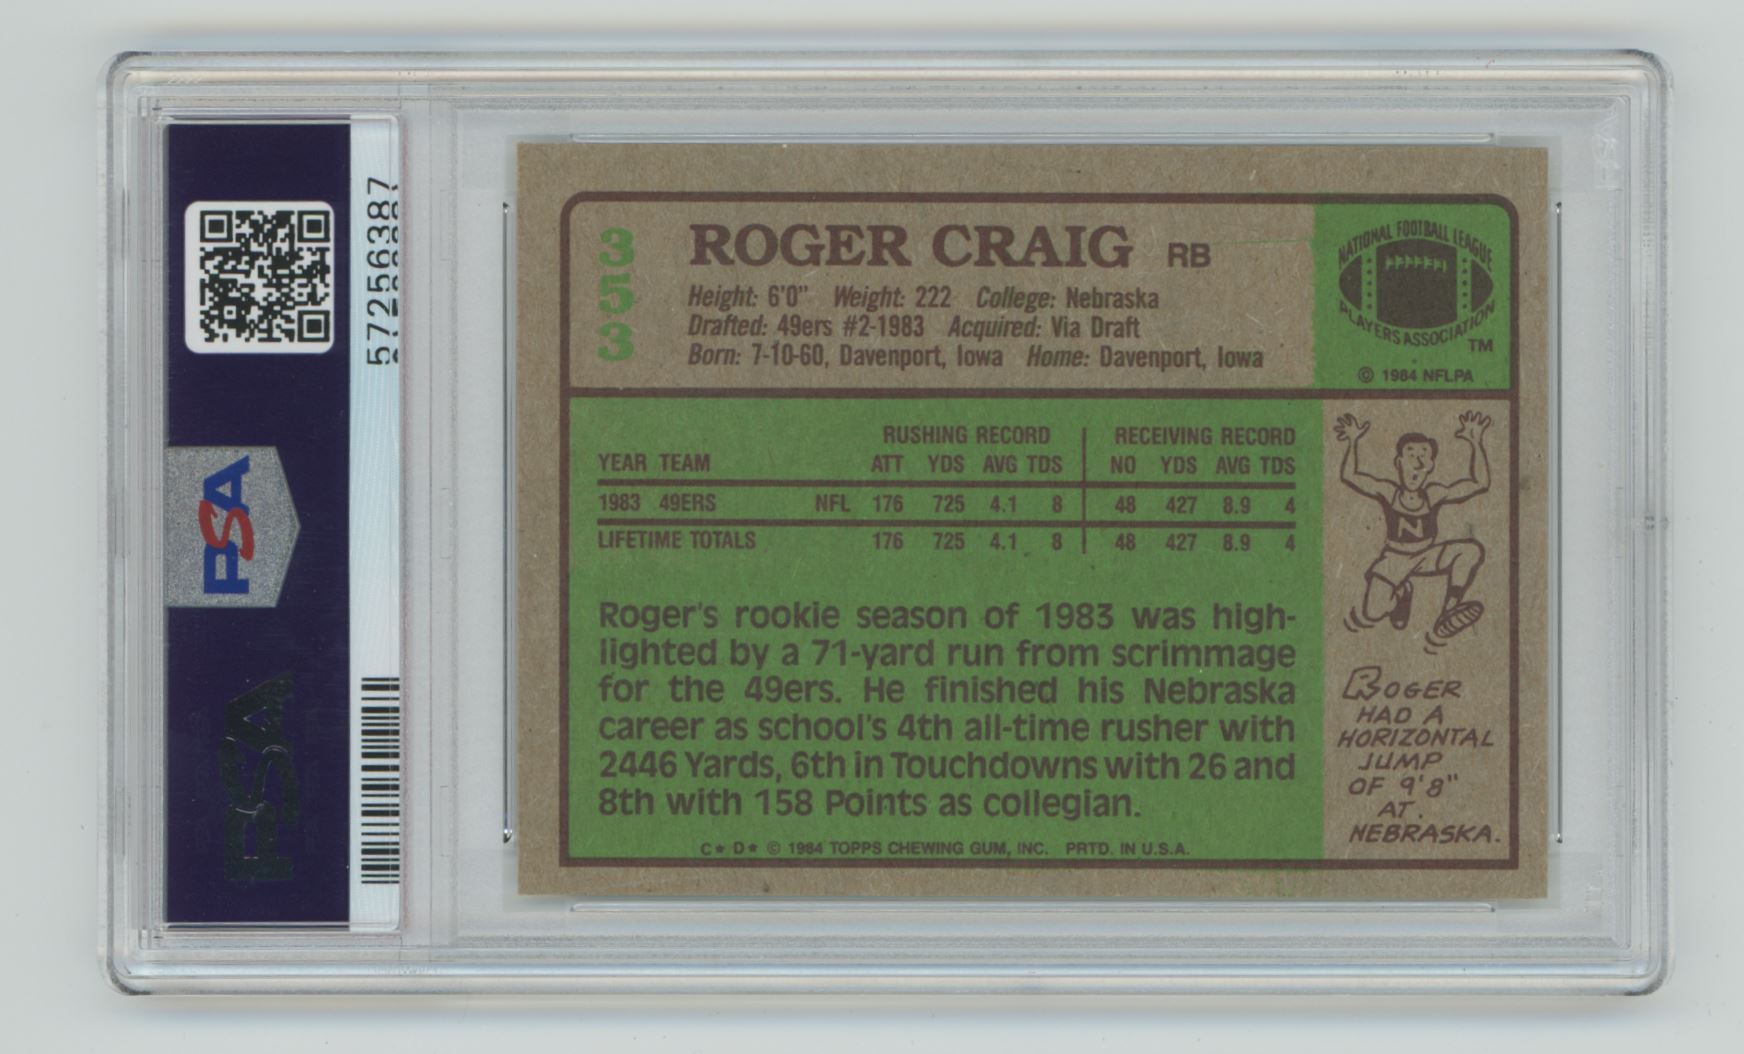 57256387
PSA
PSA
353
ROGER CRAIG RB
Height: 6'0" Weight: 222 College: Nebraska
Drafted: 49ers #2-1983 Acquired: Via Draft
Born: 7-10-60, Davenport, Iowa Home: Davenport, Iowa
NATIONAL FOOTBALL LEAGUE
PLAYERS ASSOCIATION
TM
© 1984 NFLPA
RUSHING RECORD RECEIVING RECORD
YEAR TEAM ATT YDS AVG TDS NO YDS AVG TDS
1983 49ERS NFL 176 725 4.1 8 48 427 8.9 4
LIFETIME TOTALS 176 725 4.1 8 48 427 8.9 4
Roger's rookie season of 1983 was high-
lighted by a 71-yard run from scrimmage
for the 49ers. He finished his Nebraska
career as school's 4th all-time rusher with
2446 Yards, 6th in Touchdowns with 26 and
8th with 158 Points as collegian.
C★ D★ © 1984 TOPPS CHEWING GUM, INC. PRTD. IN U.S.A.
N
ROGER
HAD A
HORIZONTAL
JUMP
OF 9'8"
AT
NEBRASKA.